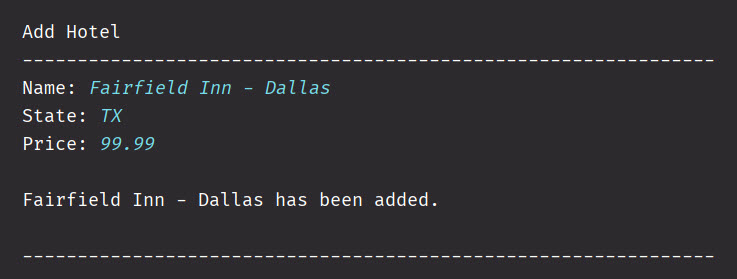 Add Hotel
---------------------------------------------------------------
Name: Fairfield Inn - Dallas
State: TX
Price: 99.99
Fairfield Inn - Dallas has been added.
---------------------------------------------------------------